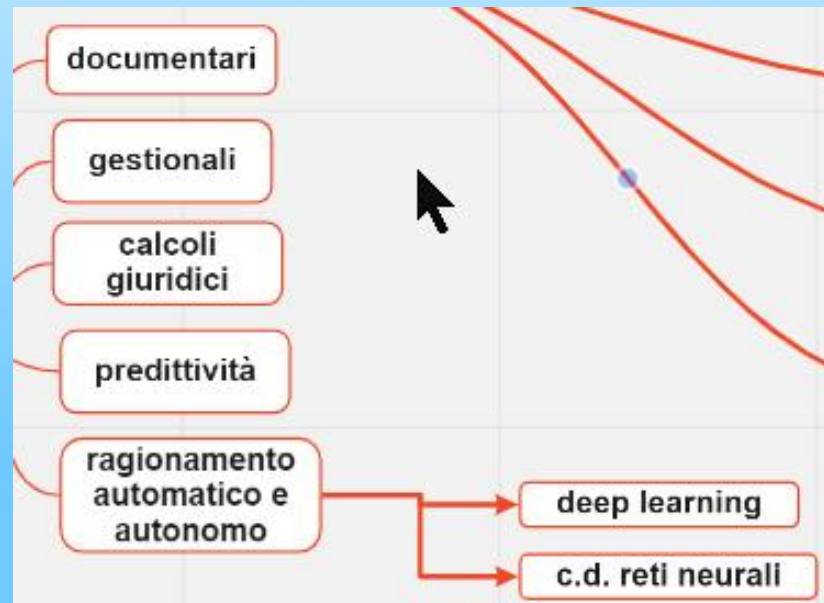 documentari
gestionali
calcoli
giuridici
predittività
ragionamento
automatico e
autonomo
deep learning
c.d. reti neurali